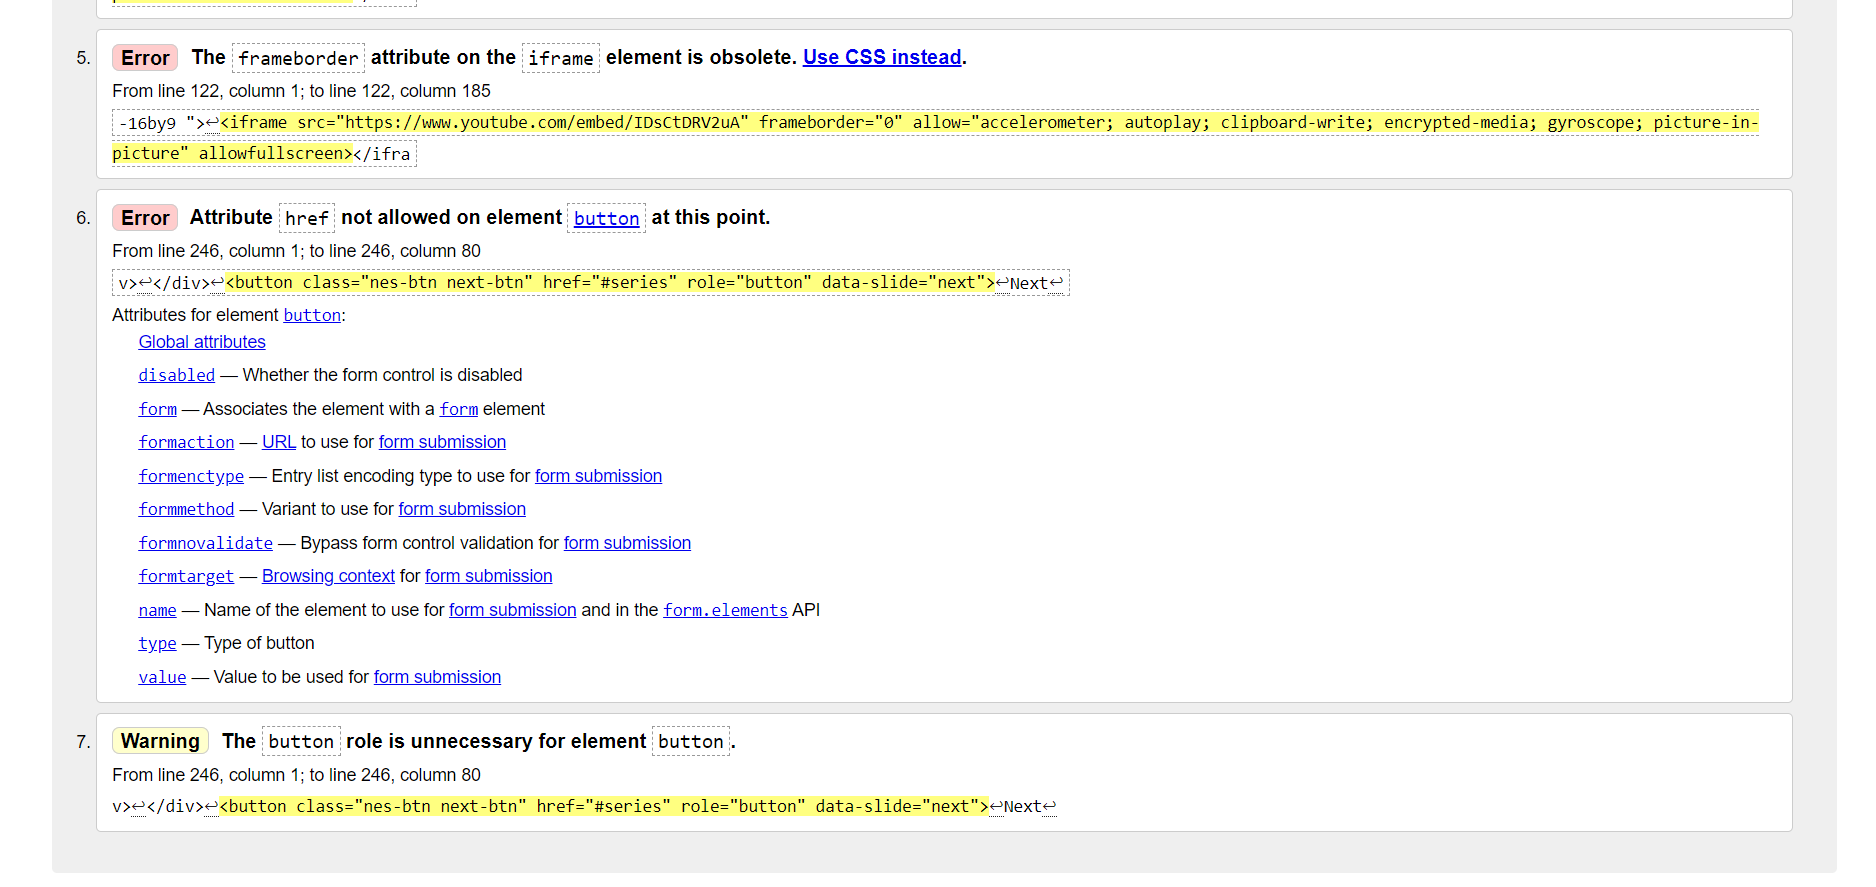 5. Error The frameborder attribute on the iframe element is obsolete. Use CSS instead.
From line 122, column 1; to line 122, column 185
-16by9 ">↩<iframe src="https://www.youtube.com/embed/IDsCtDRV2uA" frameborder="0" allow="accelerometer; autoplay; clipboard-write; encrypted-media; gyroscope; picture-in-
picture" allowfullscreen></ifra
6. Error Attribute href not allowed on element button at this point.
From line 246, column 1; to line 246, column 80
v>↩</div>↩<button class="nes-btn next-btn" href="#series" role="button" data-slide="next">↩Next↩
Attributes for element button:
Global attributes
disabled — Whether the form control is disabled
form — Associates the element with a form element
formaction — URL to use for form submission
formenctype — Entry list encoding type to use for form submission
formmethod — Variant to use for form submission
formnovalidate — Bypass form control validation for form submission
formtarget — Browsing context for form submission
name — Name of the element to use for form submission and in the form.elements API
type — Type of button
value — Value to be used for form submission
7. Warning The button role is unnecessary for element button.
From line 246, column 1; to line 246, column 80
v>↩</div>↩<button class="nes-btn next-btn" href="#series" role="button" data-slide="next">↩Next↩